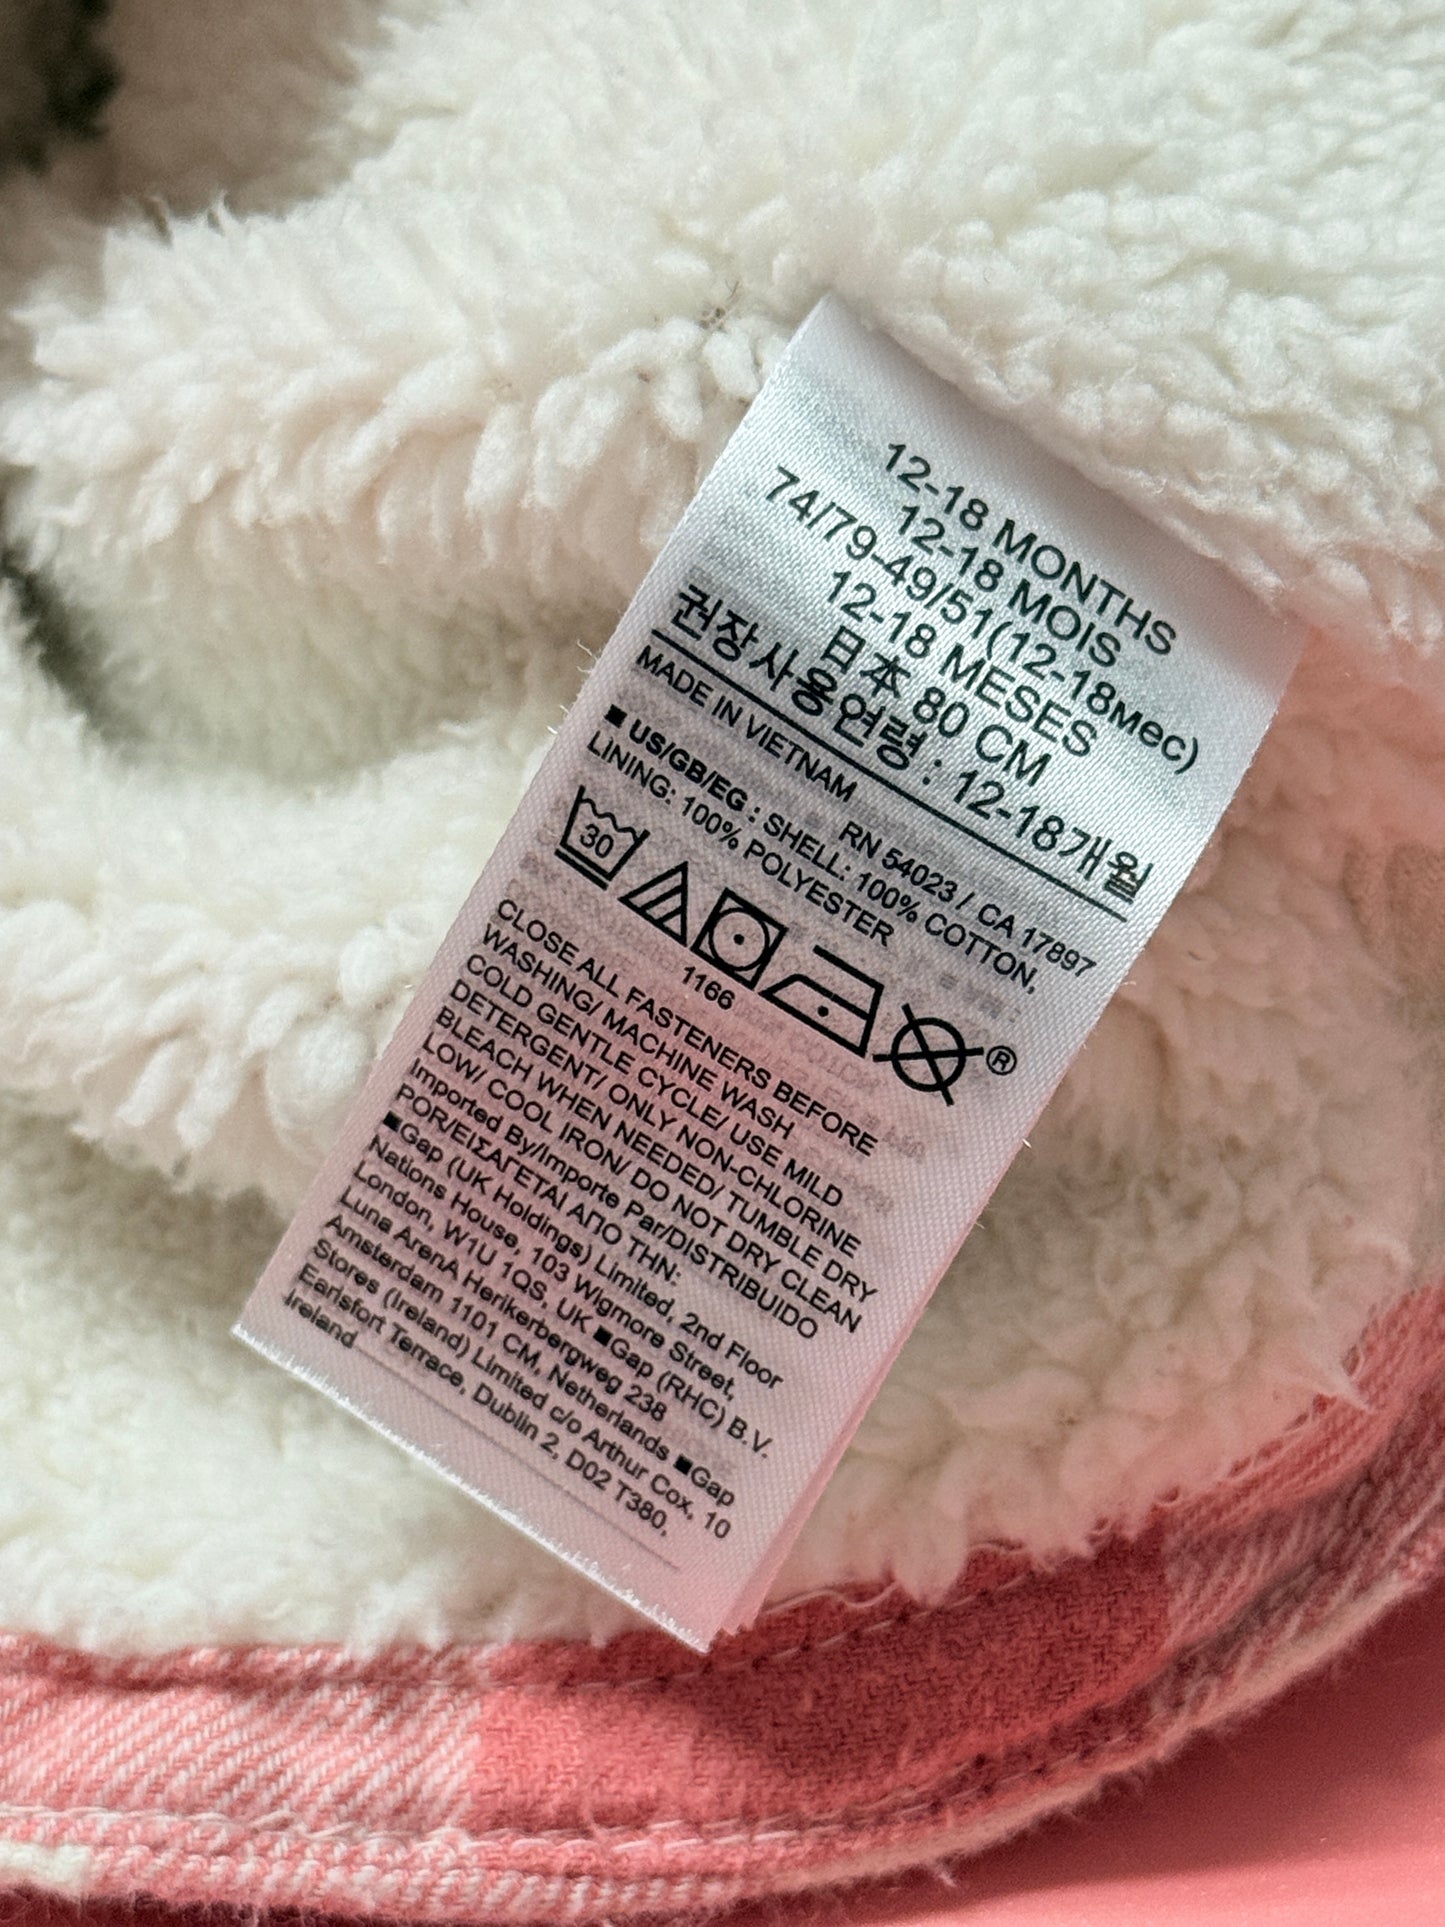 12-18 MONTHS
12-18 MOIS
74/79-49/51(12-18мес)
12-18 MESES
日本 80 CM
권장사용연령 : 12-18개월
MADE IN VIETNAM
RN 54023 / CA 17897
■ US/GB/EG : SHELL: 100% COTTON,
LINING: 100% POLYESTER
30
®
1166
CLOSE ALL FASTENERS BEFORE
WASHING/ MACHINE WASH
COLD GENTLE CYCLE/ USE MILD
DETERGENT/ ONLY NON-CHLORINE
BLEACH WHEN NEEDED/ TUMBLE DRY
LOW/ COOL IRON/ DO NOT DRY CLEAN
Imported By/Importe Par/DISTRIBUIDO
POR/ΕΙΣΑΓΕΤΑΙ ΑΠΟ ΤΗΝ:
■Gap (UK Holdings) Limited, 2nd Floor
Nations House, 103 Wigmore Street,
London, W1U 1QS, UK ■Gap (RHC) B.V.
Luna ArenA Herikerbergweg 238
Amsterdam 1101 CM, Netherlands ■Gap
Stores (Ireland) Limited c/o Arthur Cox, 10
Earlsfort Terrace, Dublin 2, D02 T380,
Ireland